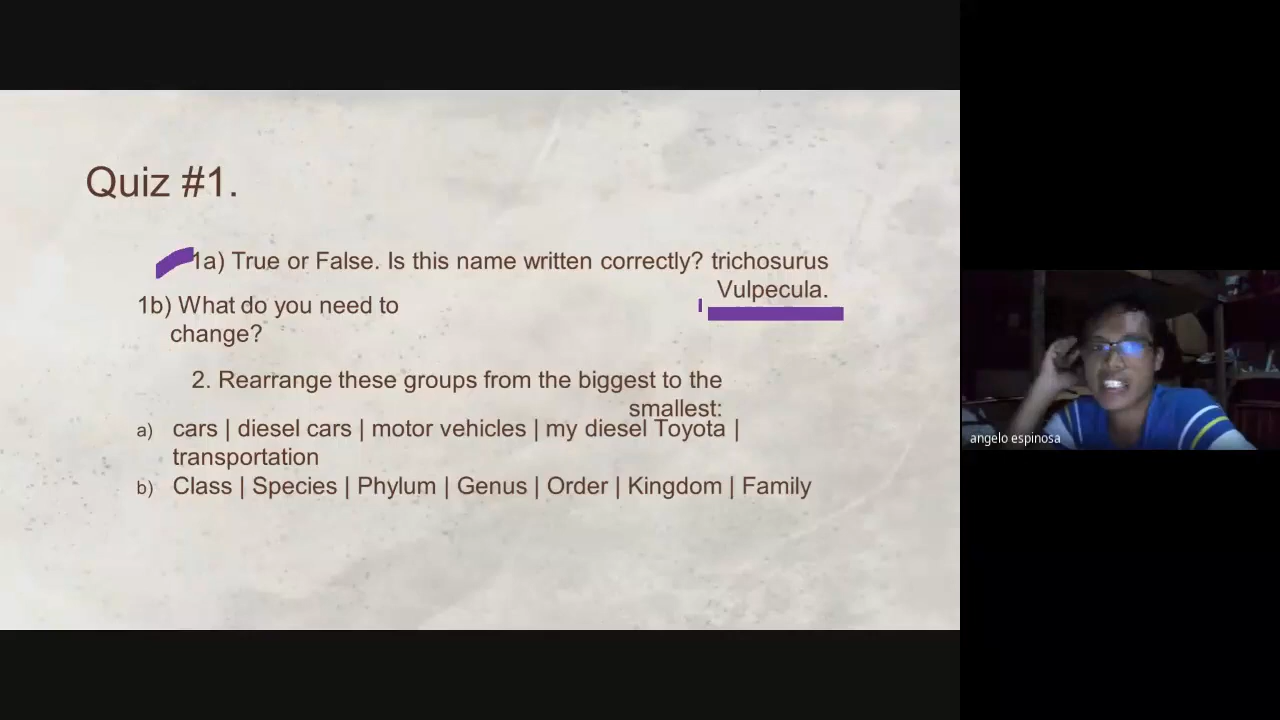 Quiz #1.
1a) True or False. Is this name written correctly? trichosurus
Vulpecula.
1b) What do you need to
change?
2. Rearrange these groups from the biggest to the
smallest:
a) cars | diesel cars | motor vehicles | my diesel Toyota |
transportation
b) Class | Species | Phylum | Genus | Order | Kingdom | Family
angelo espinosa